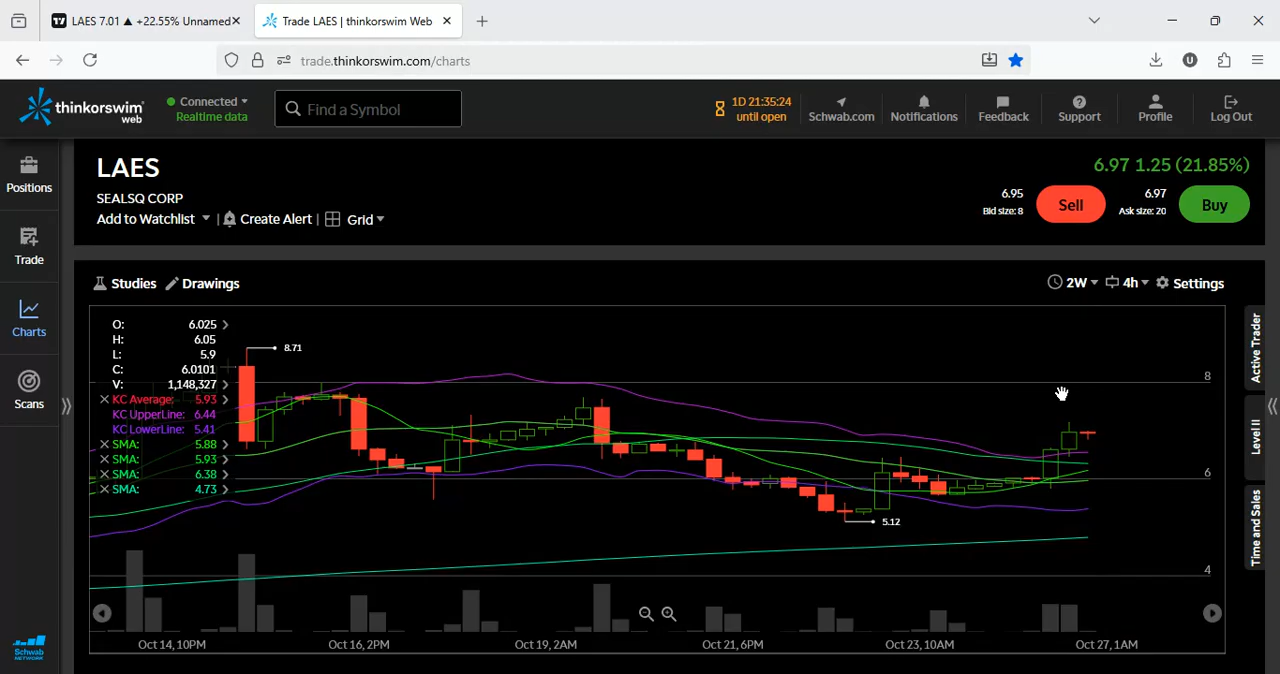 LAES 7.01 ▲ +22.55% Unnamed
Trade LAES | thinkorswim Web
trade.thinkorswim.com/charts
thinkorswim
web
Connected
Realtime data
Find a Symbol
1D 21:35:24
until open
Schwab.com
Notifications
Feedback
Support
Profile
Log Out
Positions
Trade
Charts
Scans
Schwab
NETWORK
LAES
SEALSQ CORP
Add to Watchlist
Create Alert
Grid
6.97 1.25 (21.85%)
6.95
Bid size: 8
Sell
6.97
Ask size: 20
Buy
Studies
Drawings
2W
4h
Settings
O: 6.025
H: 6.05
L: 5.9
C: 6.0101
V: 1,148,327
KC Average: 5.93
KC UpperLine: 6.44
KC LowerLine: 5.41
SMA: 5.88
SMA: 5.93
SMA: 6.38
SMA: 4.73
8.71
5.12
8
6
4
Oct 14, 10PM
Oct 16, 2PM
Oct 19, 2AM
Oct 21, 6PM
Oct 23, 10AM
Oct 27, 1AM
Active Trader
Level II
Time and Sales